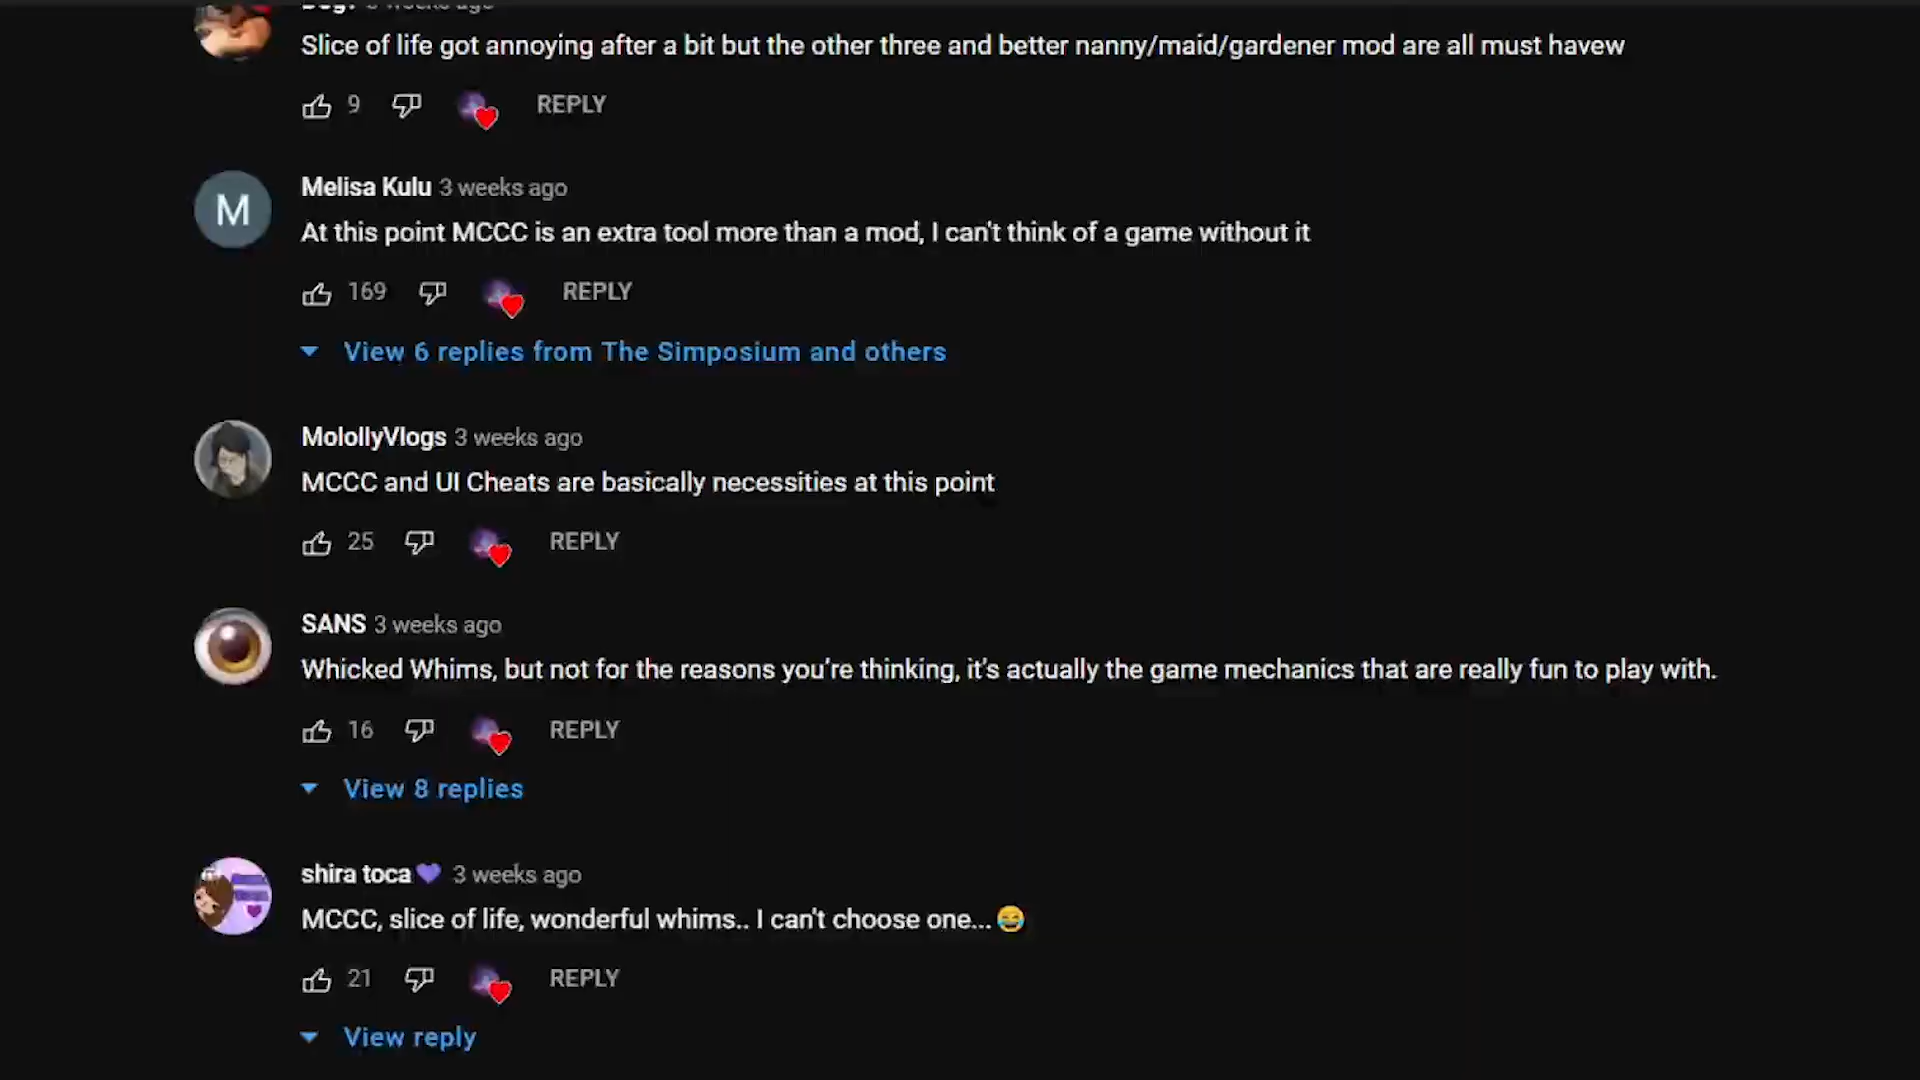 Slice of life got annoying after a bit but the other three and better nanny/maid/gardener mod are all must havew
9 REPLY
M
Melisa Kulu 3 weeks ago
At this point MCCC is an extra tool more than a mod, I can't think of a game without it
169 REPLY
View 6 replies from The Simposium and others
MolollyVlogs 3 weeks ago
MCCC and UI Cheats are basically necessities at this point
25 REPLY
SANS 3 weeks ago
Whicked Whims, but not for the reasons you're thinking, it's actually the game mechanics that are really fun to play with.
16 REPLY
View 8 replies
shira toca💜 3 weeks ago
MCCC, slice of life, wonderful whims.. I can't choose one... 😂
21 REPLY
View reply